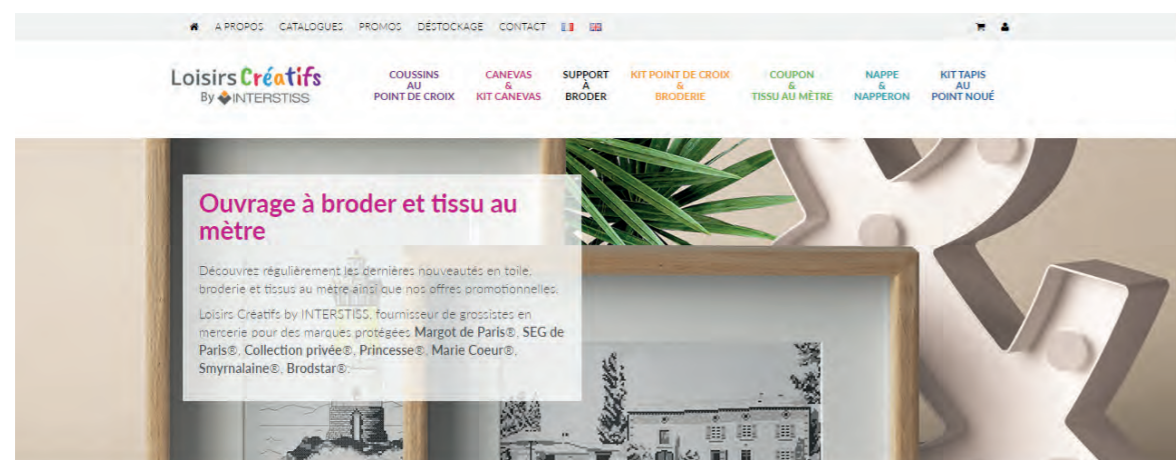 A PROPOS CATALOGUES PROMOS DÉSTOCKAGE CONTACT
Loisirs Créatifs
By INTERSTISS
COUSSINS
AU
POINT DE CROIX
CANEVAS
&
KIT CANEVAS
SUPPORT
À
BRODER
KIT POINT DE CROIX
&
BRODERIE
COUPON
&
TISSU AU MÈTRE
NAPPE
&
NAPPERON
KIT TAPIS
AU
POINT NOUÉ
Ouvrage à broder et tissu au
mètre
Découvrez régulièrement les dernières nouveautés en toile,
broderie et tissus au mètre ainsi que nos offres promotionnelles.
Loisirs Créatifs by INTERSTISS, fournisseur de grossistes en
mercerie pour des marques protégées Margot de Paris®, SEG de
Paris®, Collection privée®, Princesse®, Marie Coeur®,
Smyrnalaine®, Brodstar®.